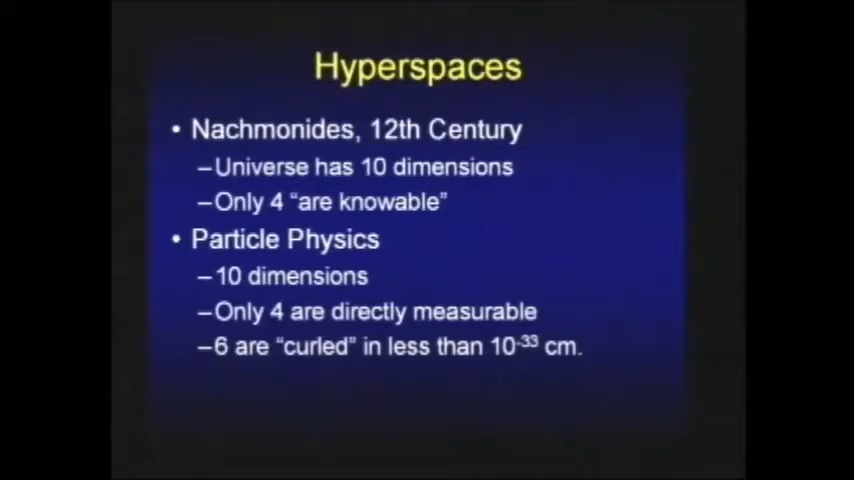 Hyperspaces
• Nachmonides, 12th Century
–Universe has 10 dimensions
–Only 4 “are knowable”
• Particle Physics
–10 dimensions
–Only 4 are directly measurable
–6 are “curled” in less than 10⁻³³ cm.